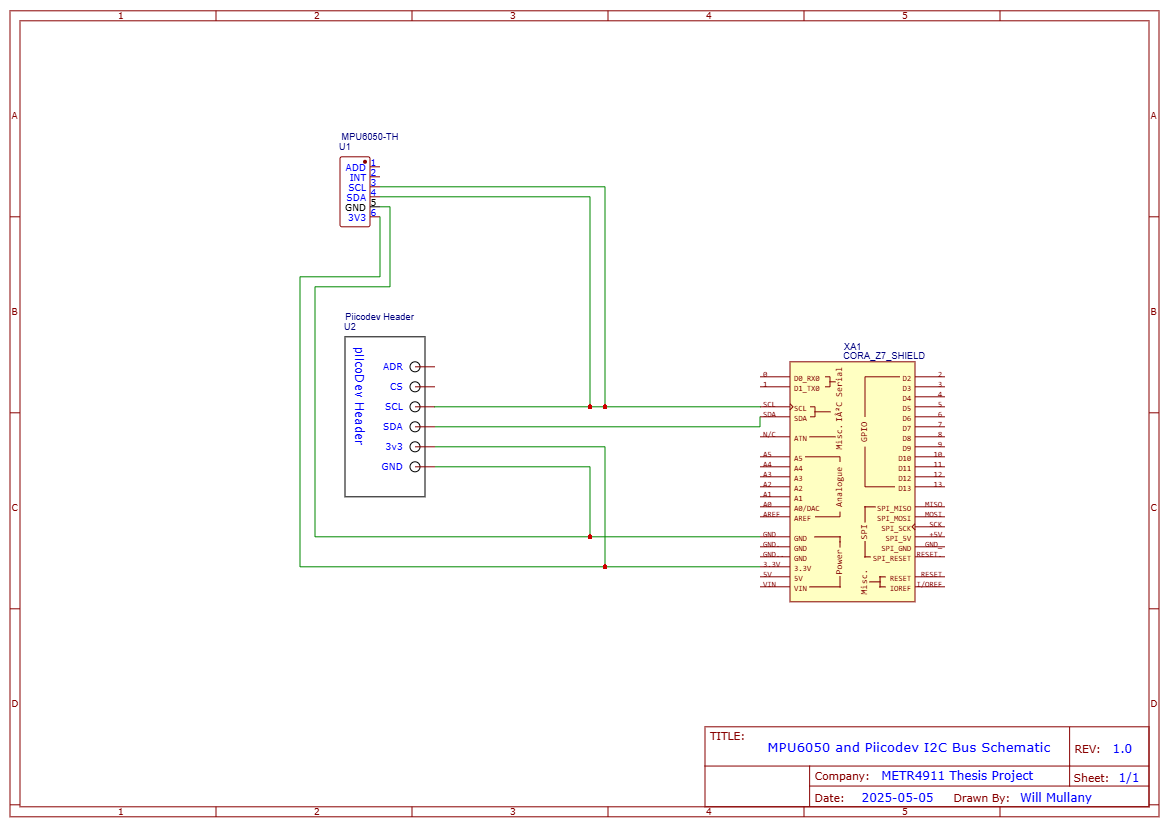 1 2 3 4 5
A A
B B
C C
D D
MPU6050-TH
U1
ADD 1
INT 2
SCL 3
SDA 4
GND 5
3V3 6
Piicodev Header
U2
piicoDev Header
ADR
CS
SCL
SDA
3v3
GND
XA1
CORA_Z7_SHIELD
0 D0_RX0 D2 2
1 D1_TX0 D3 3
D4 4
SCL SCL D5 5
SDA SDA D6 6
D7 7
N/C ATN D8 8
D9 9
A5 A5 D10 10
A4 A4 D11 11
A3 A3 D12 12
A2 A2 D13 13
A1 A1
A0 A0/DAC SPI_MISO MISO
AREF AREF SPI_MOSI MOSI
SPI_SCK SCK
GND GND SPI_5V +5V
GND GND SPI_GND GND
GND GND SPI_RESET RESET
3.3V 3.3V
5V 5V RESET RESET
VIN VIN IOREF I/OREF
Serial
IÂ²C
Misc.
Analogue
Power
GPIO
SPI
Misc.
TITLE:
MPU6050 and Piicodev I2C Bus Schematic
REV: 1.0
Company: METR4911 Thesis Project
Sheet: 1/1
Date: 2025-05-05 Drawn By: Will Mullany
1 2 3 4 5